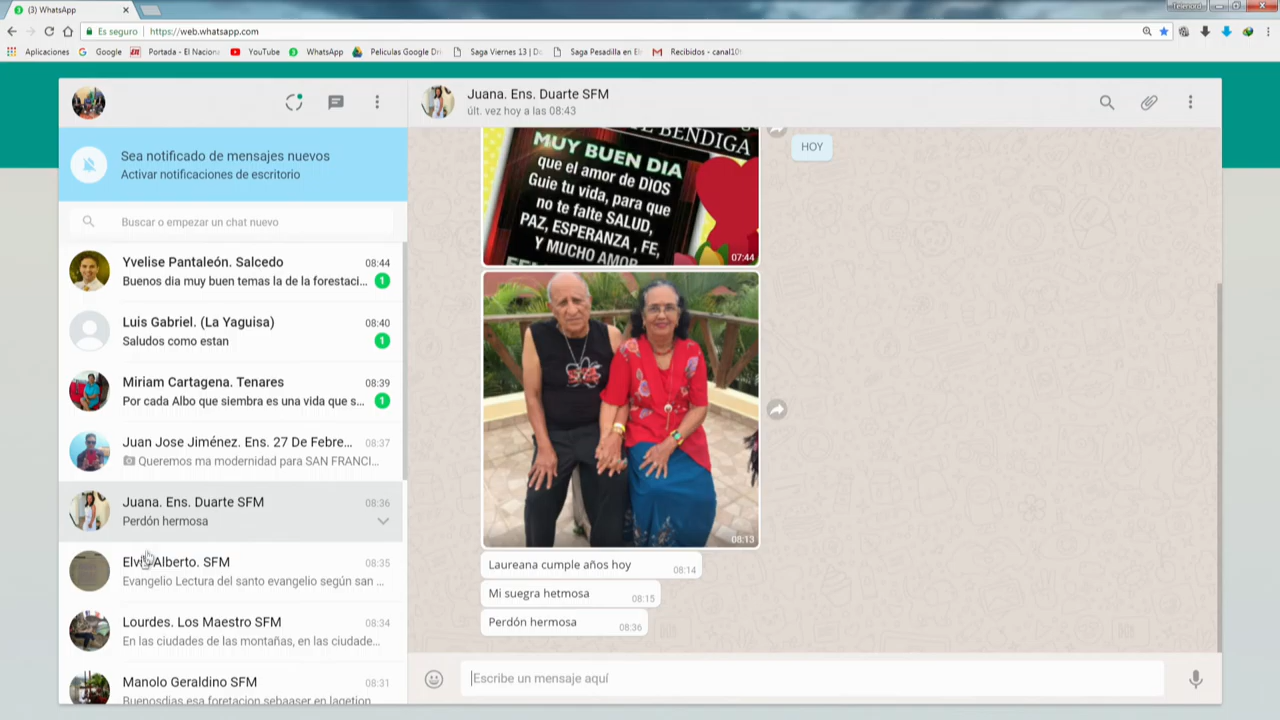 (3) WhatsApp
Telenord
Es seguro
https://web.whatsapp.com
Aplicaciones
Google
Portada - El Naciona
YouTube
WhatsApp
Peliculas Google Dri
Saga Viernes 13 | Do
Saga Pesadilla en El
Recibidos - canal10
Sea notificado de mensajes nuevos
Activar notificaciones de escritorio
Buscar o empezar un chat nuevo
Yvelise Pantaleón. Salcedo 08:44
Buenos dia muy buen temas la de la forestaci... 1
Luis Gabriel. (La Yaguisa) 08:40
Saludos como estan 1
Miriam Cartagena. Tenares 08:39
Por cada Albo que siembra es una vida que s... 1
Juan Jose Jiménez. Ens. 27 De Febre... 08:37
Queremos ma modernidad para SAN FRANCI...
Juana. Ens. Duarte SFM 08:36
Perdón hermosa
Elvis Alberto. SFM 08:35
Evangelio Lectura del santo evangelio según san ...
Lourdes. Los Maestro SFM 08:34
En las ciudades de las montañas, en las ciudade...
Manolo Geraldino SFM 08:31
Buenosdias esa foretacion sebaaser en lagetion
Juana. Ens. Duarte SFM
últ. vez hoy a las 08:43
HOY
BENDIGA
MUY BUEN DIA
que el amor de DIOS
Guie tu vida, para que
no te falte SALUD,
PAZ, ESPERANZA , FE,
Y MUCHO AMOR
07:44
08:13
Laureana cumple años hoy 08:14
Mi suegra hetmosa 08:15
Perdón hermosa 08:36
Escribe un mensaje aquí